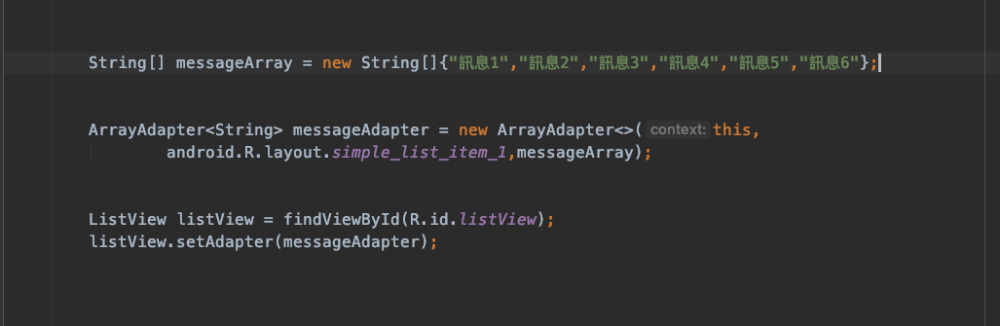 String[] messageArray = new String[]{"訊息1","訊息2","訊息3","訊息4","訊息5","訊息6"};
ArrayAdapter<String> messageAdapter = new ArrayAdapter<>( context: this,
android.R.layout.simple_list_item_1,messageArray);
ListView listView = findViewById(R.id.listView);
listView.setAdapter(messageAdapter);